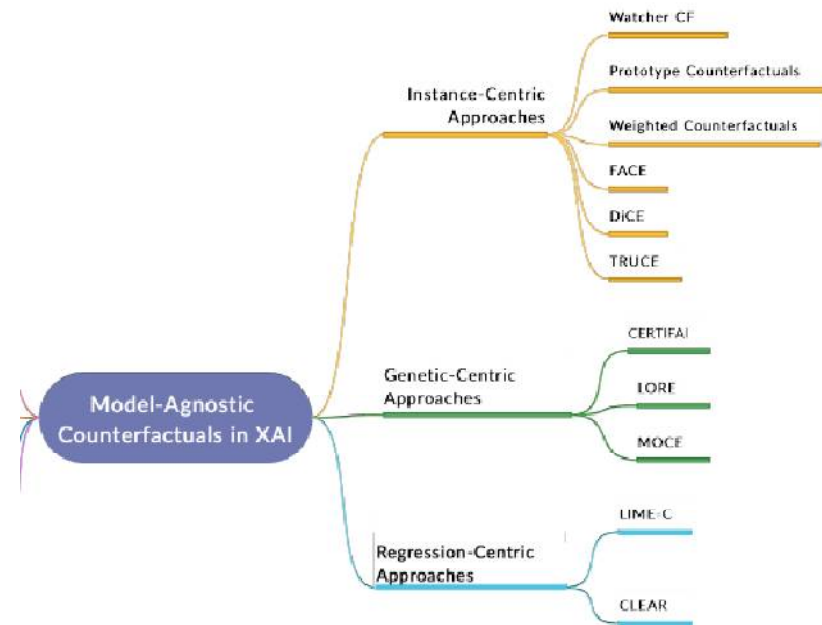 Watcher CF
Prototype Counterfactuals
Instance-Centric
Approaches
Weighted Counterfactuals
FACE
DiCE
TRUCE
CERTIFAI
Genetic-Centric
Approaches
LORE
MOCE
Model-Agnostic
Counterfactuals in XAI
LIME-C
Regression-Centric
Approaches
CLEAR